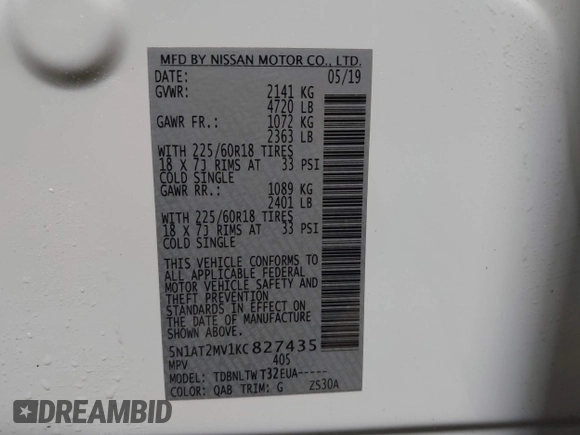 MFD BY NISSAN MOTOR CO., LTD.
DATE: 05/19
GVWR: 2141 KG
4720 LB
GAWR FR.: 1072 KG
2363 LB
WITH 225/60R18 TIRES
18 X 7J RIMS AT 33 PSI
COLD SINGLE
GAWR RR.: 1089 KG
2401 LB
WITH 225/60R18 TIRES
18 X 7J RIMS AT 33 PSI
COLD SINGLE
THIS VEHICLE CONFORMS TO
ALL APPLICABLE FEDERAL
MOTOR VEHICLE SAFETY AND
THEFT PREVENTION
STANDARDS IN EFFECT ON
THE DATE OF MANUFACTURE
SHOWN ABOVE.
5N1AT2MV1KC827435
MPV 405
MODEL: TDBNLTW T32EUA-----
COLOR: QAB TRIM: G ZS30A
DREAMBID